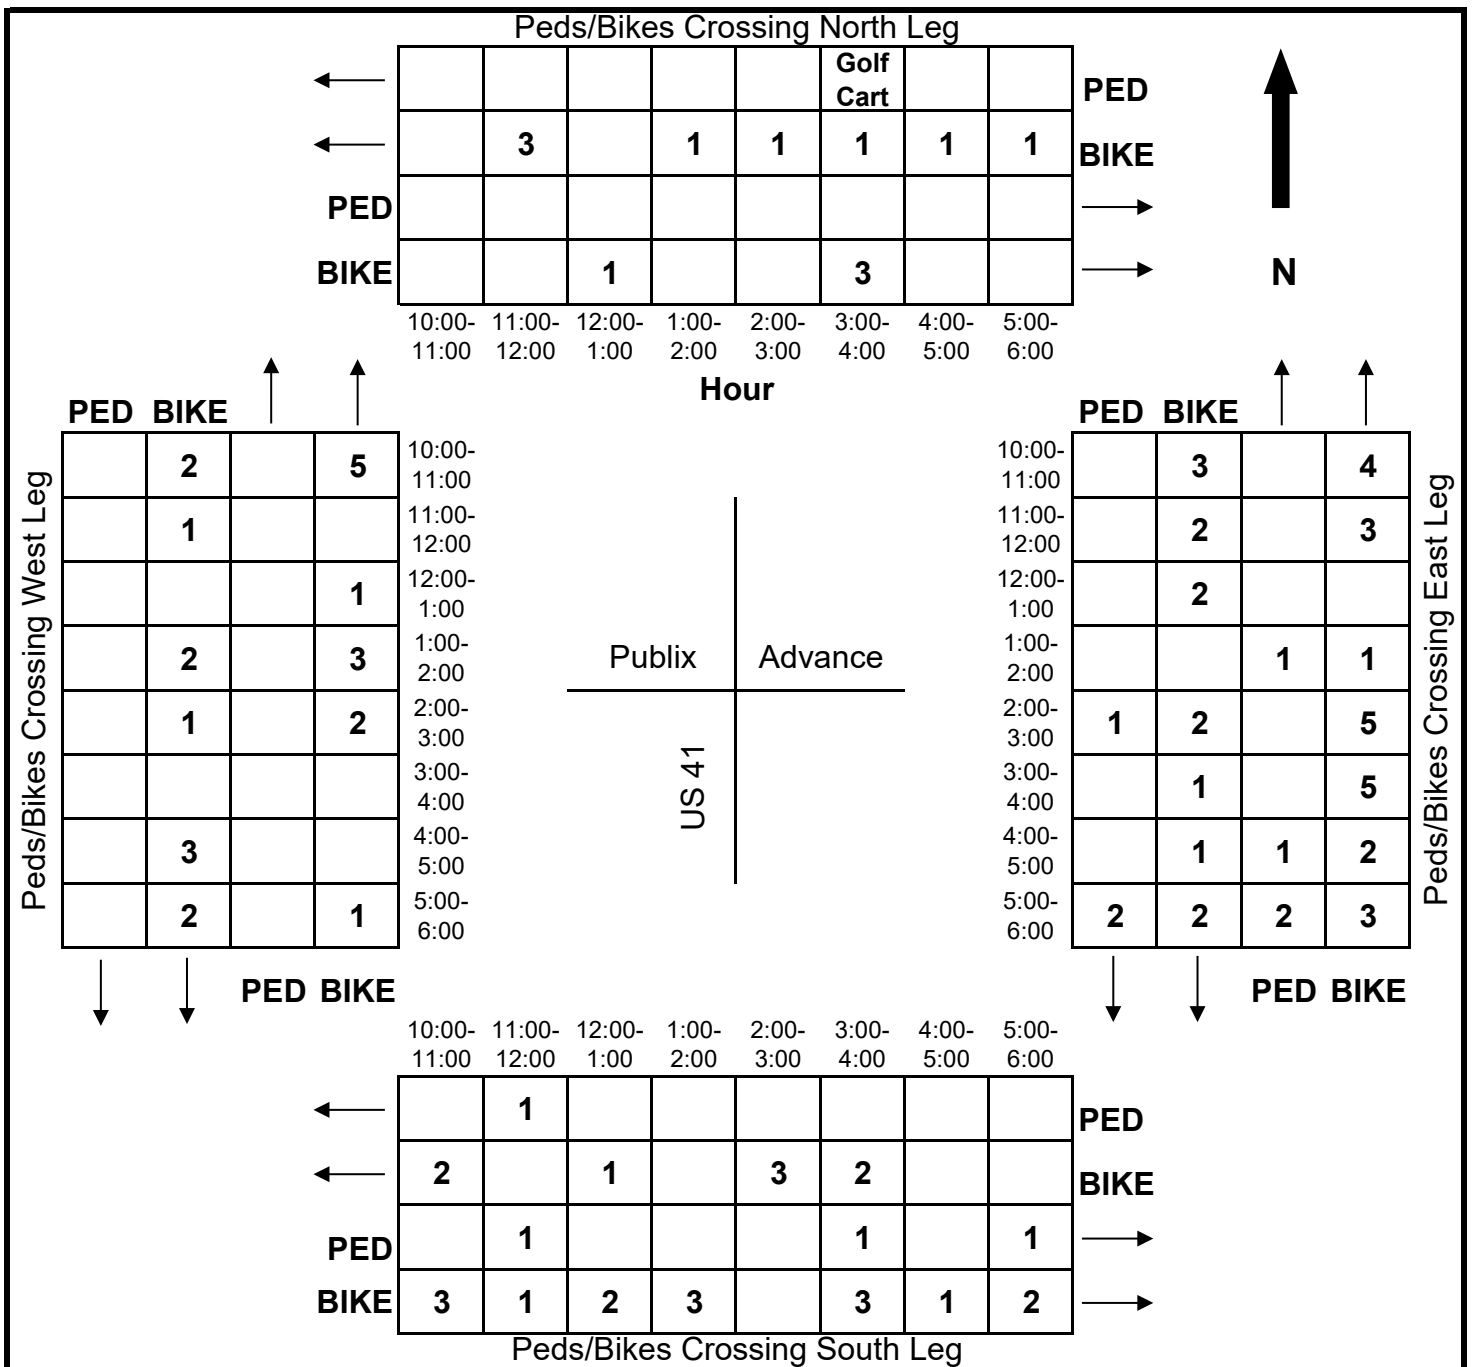 Peds/Bikes Crossing North Leg
Golf
Cart
PED
3 1 1 1 1 1 BIKE
PED
BIKE 1 3
N
10:00- 11:00- 12:00- 1:00- 2:00- 3:00- 4:00- 5:00-
11:00 12:00 1:00 2:00 3:00 4:00 5:00 6:00
Hour
PED BIKE
Peds/Bikes Crossing West Leg
2 5 10:00-
11:00
1 11:00-
12:00
1 12:00-
1:00
2 3 1:00-
2:00
1 2 2:00-
3:00
3:00-
4:00
3 4:00-
5:00
2 1 5:00-
6:00
PED BIKE
Publix Advance
US 41
PED BIKE
10:00- 3 4
11:00
11:00- 2 3
12:00
12:00- 2
1:00
1:00- 1 1
2:00
2:00- 1 2 5
3:00
3:00- 1 5
4:00
4:00- 1 1 2
5:00
5:00- 2 2 2 3
6:00
Peds/Bikes Crossing East Leg
PED BIKE
10:00- 11:00- 12:00- 1:00- 2:00- 3:00- 4:00- 5:00-
11:00 12:00 1:00 2:00 3:00 4:00 5:00 6:00
1 PED
2 1 3 2 BIKE
PED 1 1 1
BIKE 3 1 2 3 3 1 2
Peds/Bikes Crossing South Leg